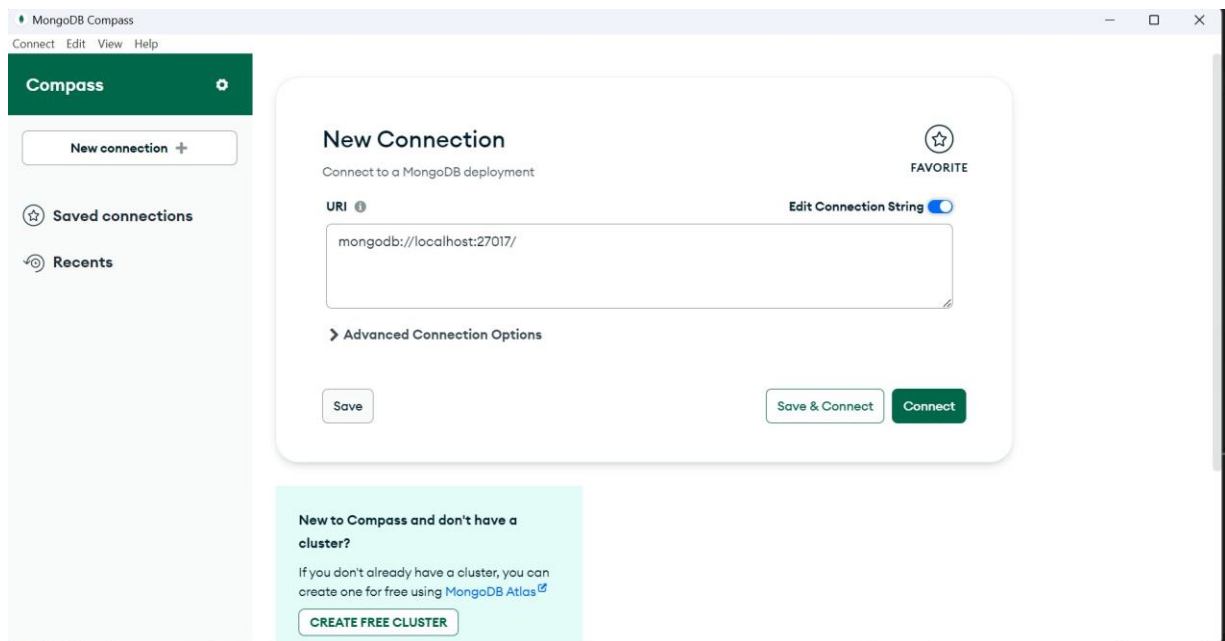 MongoDB Compass
Connect Edit View Help
Compass
New connection +
Saved connections
Recents
New Connection
Connect to a MongoDB deployment
FAVORITE
URI
Edit Connection String
mongodb://localhost:27017/
Advanced Connection Options
Save
Save & Connect
Connect
New to Compass and don't have a
cluster?
If you don't already have a cluster, you can
create one for free using MongoDB Atlas
CREATE FREE CLUSTER